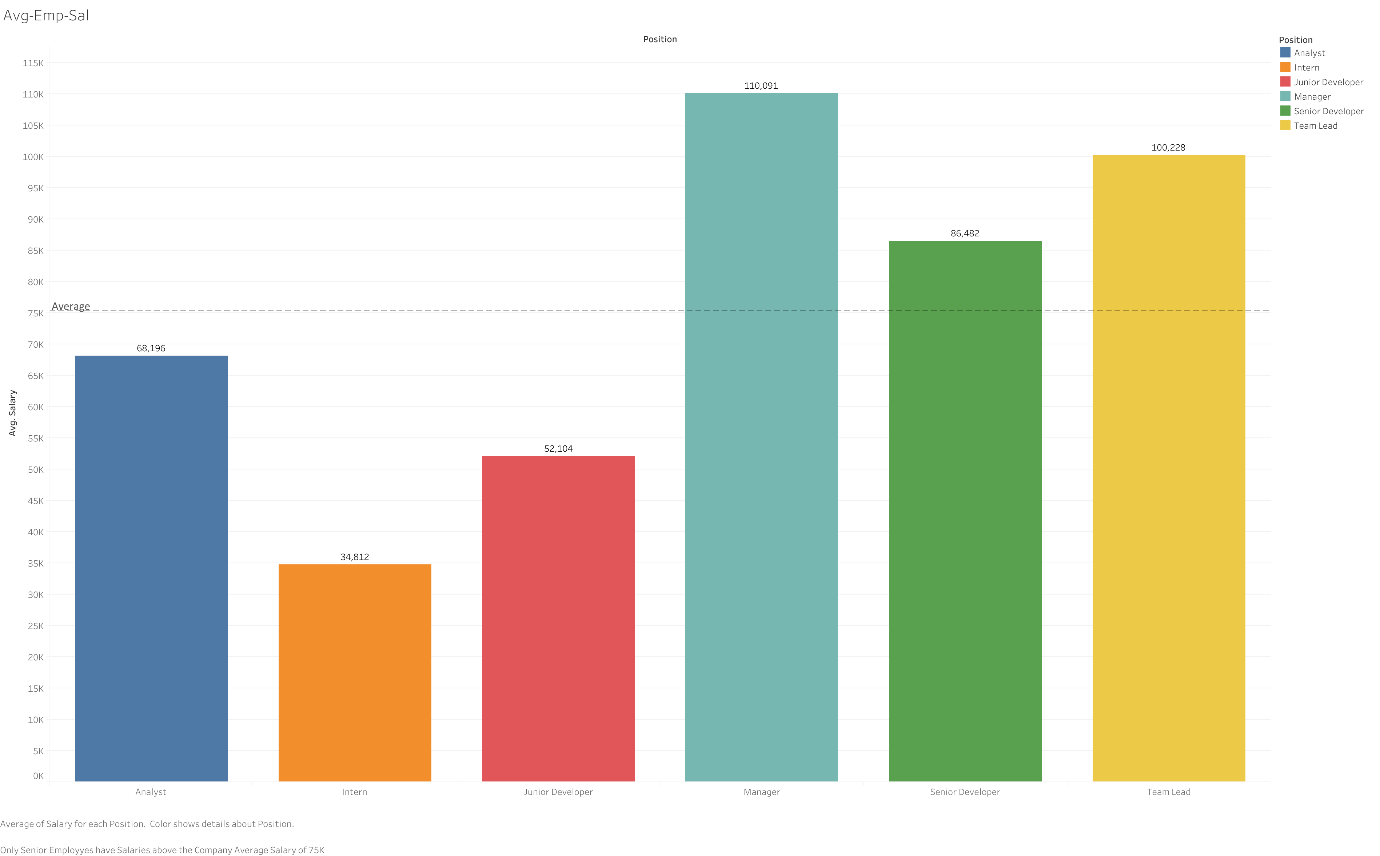 Avg-Emp-Sal
Position
Position
Analyst
Intern
Junior Developer
Manager
Senior Developer
Team Lead
115K
110K
105K
100K
95K
90K
85K
80K
75K
70K
65K
60K
55K
50K
45K
40K
35K
30K
25K
20K
15K
10K
5K
0K
Avg. Salary
Average
68,196
34,812
52,104
110,091
86,482
100,228
Analyst
Intern
Junior Developer
Manager
Senior Developer
Team Lead
Average of Salary for each Position.  Color shows details about Position.
Only Senior Employyes have Salaries above the Company Average Salary of 75K